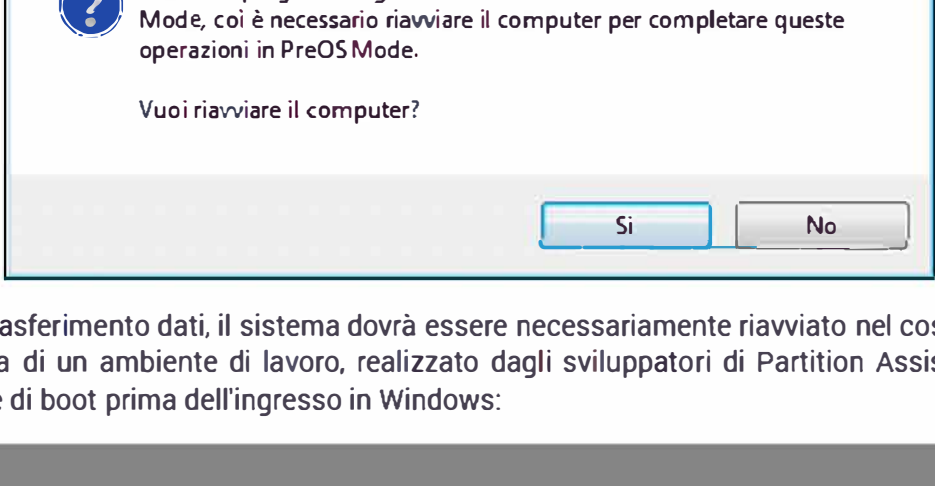 Mode, coì è necessario riavviare il computer per completare queste
operazioni in PreOS Mode.
Vuoi riavviare il computer?
Si
No
asferimento dati, il sistema dovrà essere necessariamente riavviato nel cos
a di un ambiente di lavoro, realizzato dagli sviluppatori di Partition Assis
e di boot prima dell'ingresso in Windows: